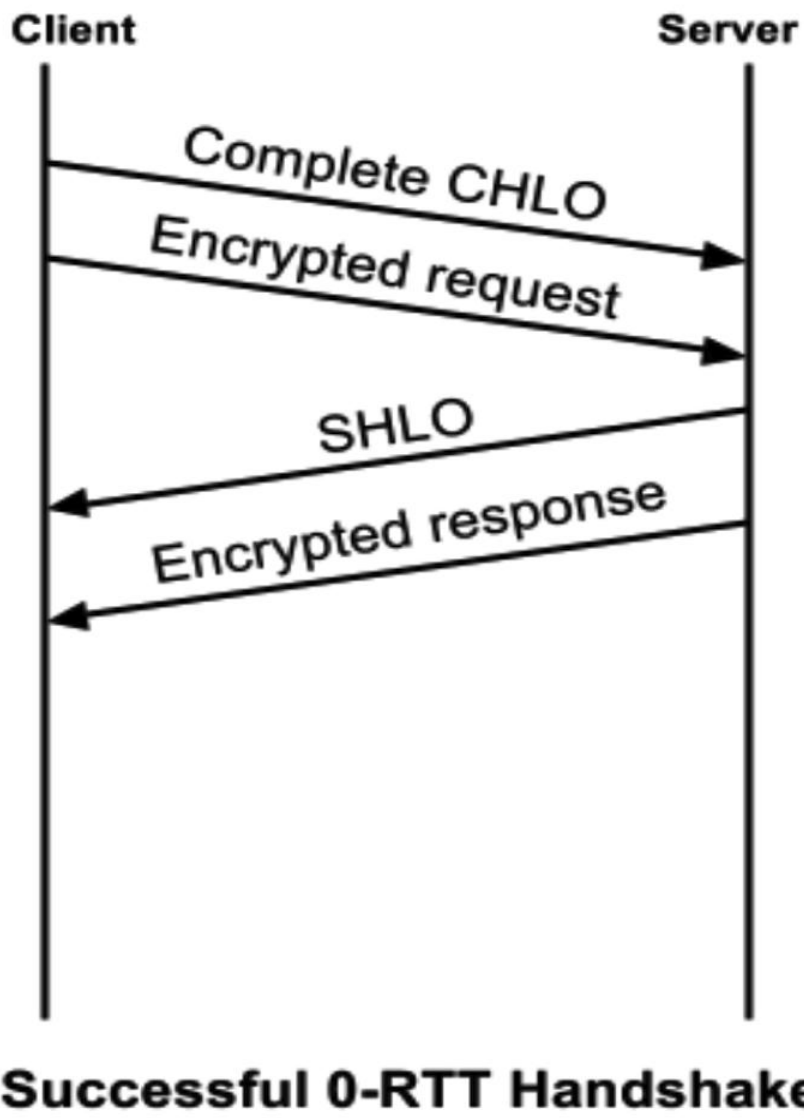 Client
Server
Complete CHLO
Encrypted request
SHLO
Encrypted response
Successful 0-RTT Handshake